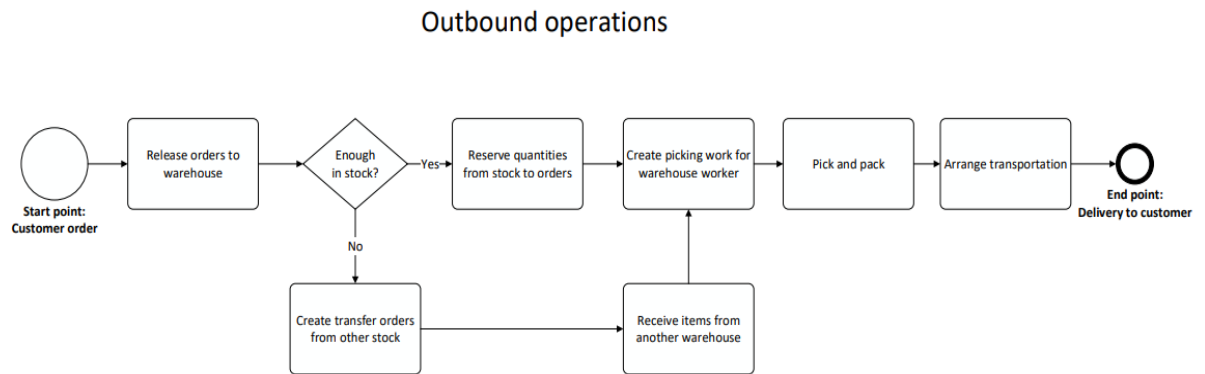 Outbound operations
Start point:
Customer order
Release orders to
warehouse
Enough
in stock?
Yes
Reserve quantities
from stock to orders
Create picking work for
warehouse worker
Pick and pack
Arrange transportation
End point:
Delivery to customer
No
Create transfer orders
from other stock
Receive items from
another warehouse